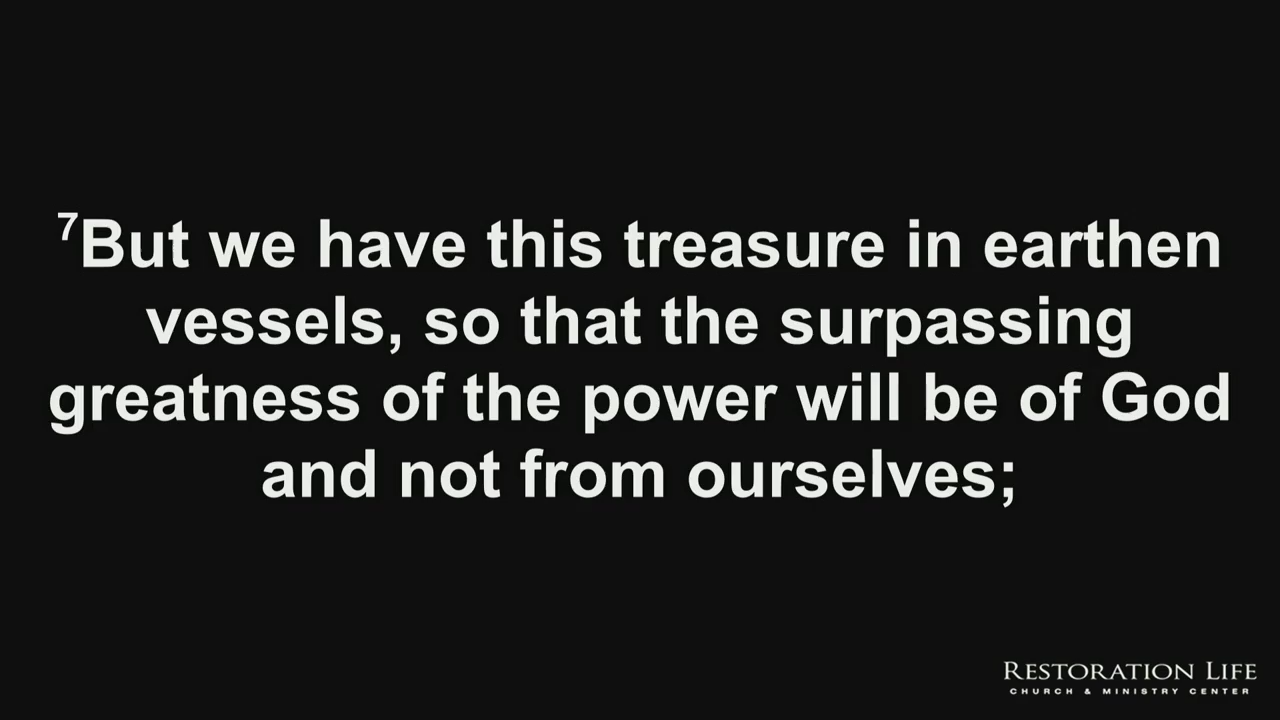 ⁷But we have this treasure in earthen
vessels, so that the surpassing
greatness of the power will be of God
and not from ourselves;
RESTORATION LIFE
CHURCH & MINISTRY CENTER